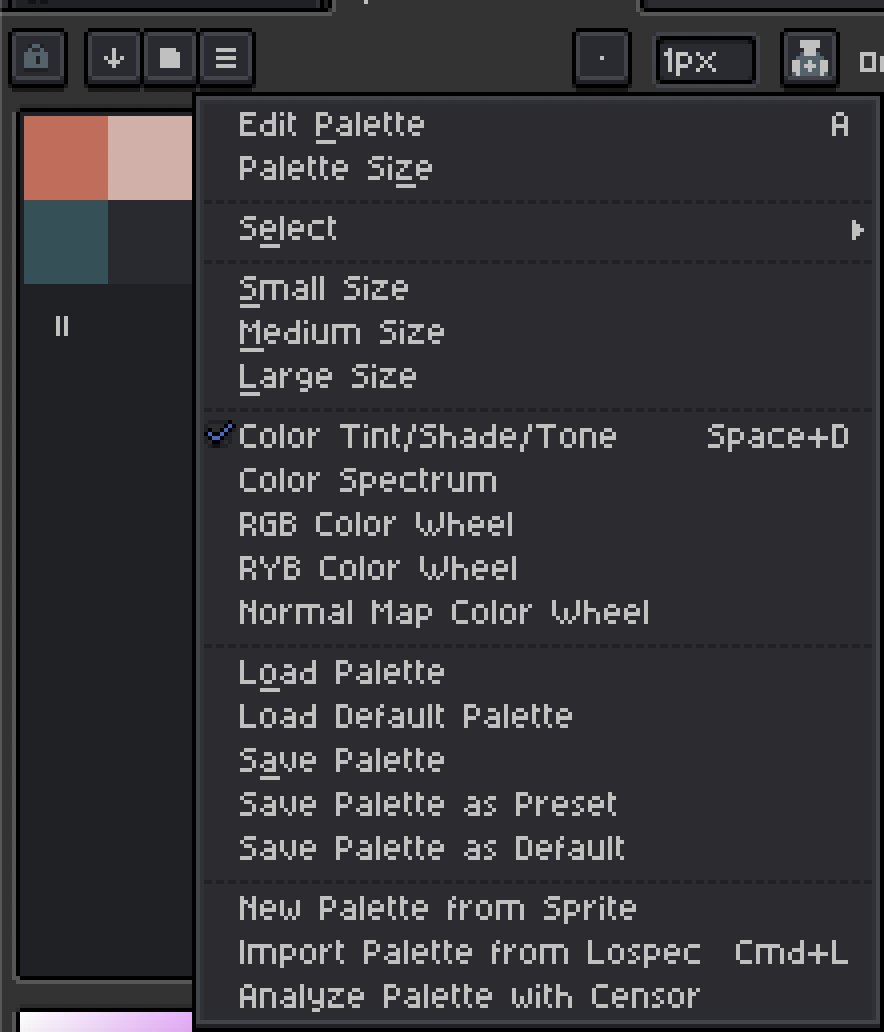 1px
Edit Palette A
Palette Size
Select
Small Size
Medium Size
Large Size
Color Tint/Shade/Tone Space+D
Color Spectrum
RGB Color Wheel
RYB Color Wheel
Normal Map Color Wheel
Load Palette
Load Default Palette
Save Palette
Save Palette as Preset
Save Palette as Default
New Palette from Sprite
Import Palette from Lospec Cmd+L
Analyze Palette with Censor